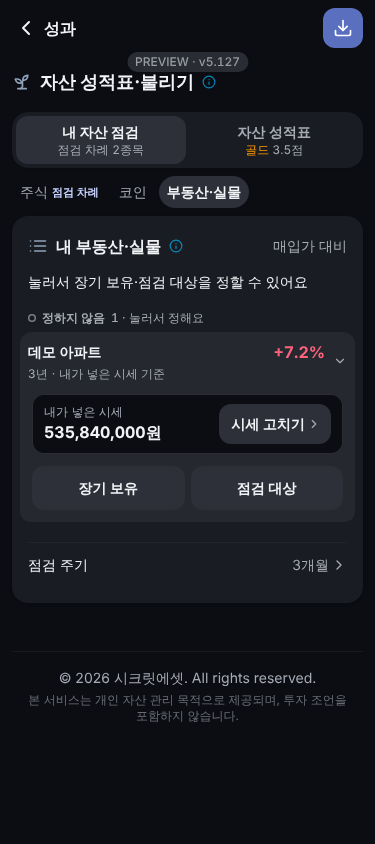 성과
PREVIEW · v5.127
자산 성적표·불리기
내 자산 점검
점검 차례 2종목
자산 성적표
골드 3.5점
주식 점검 차례
코인
부동산·실물
내 부동산·실물
매입가 대비
눌러서 장기 보유·점검 대상을 정할 수 있어요
정하지 않음 1 · 눌러서 정해요
데모 아파트
+7.2%
3년 · 내가 넣은 시세 기준
내가 넣은 시세
535,840,000원
시세 고치기
장기 보유
점검 대상
점검 주기
3개월
© 2026 시크릿에셋. All rights reserved.
본 서비스는 개인 자산 관리 목적으로 제공되며, 투자 조언을
포함하지 않습니다.